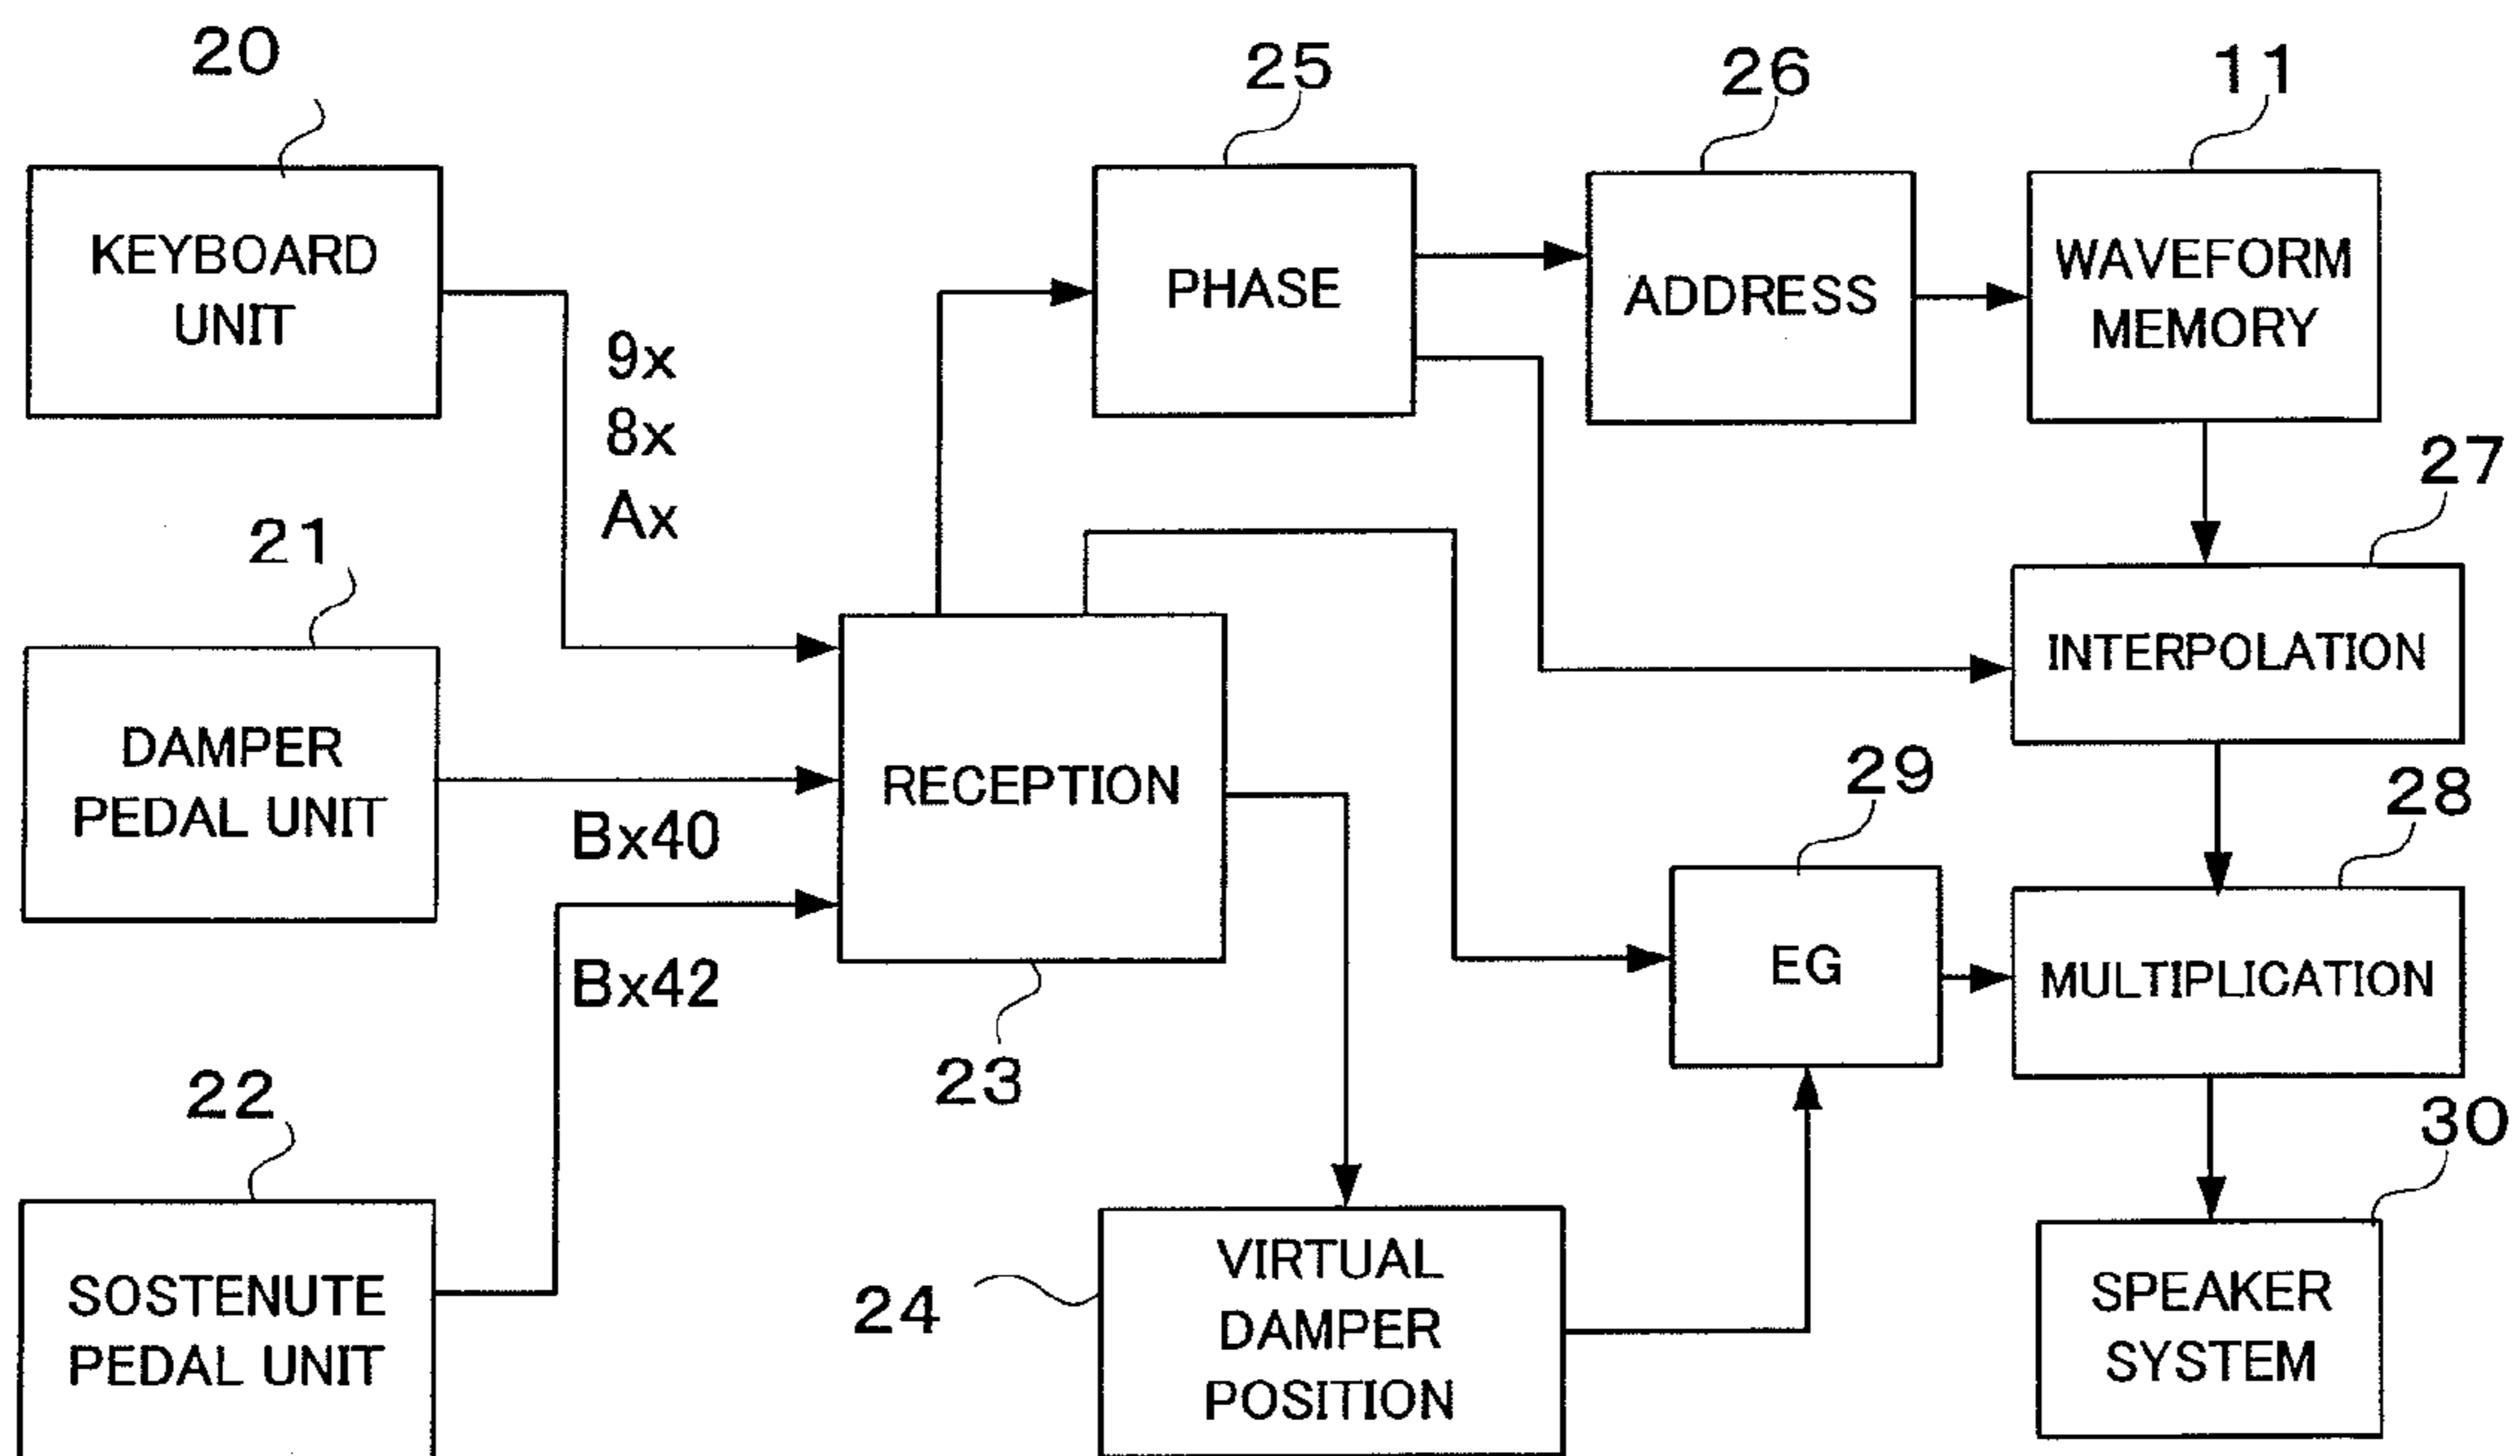 20
25
26
11
KEYBOARD
UNIT
PHASE
ADDRESS
WAVEFORM
MEMORY
9x
8x
Ax
27
21
INTERPOLATION
DAMPER
PEDAL UNIT
Bx40
RECEPTION
29
28
Bx42
EG
MULTIPLICATION
23
22
30
SOSTENUTE
PEDAL UNIT
24
VIRTUAL
DAMPER
POSITION
SPEAKER
SYSTEM